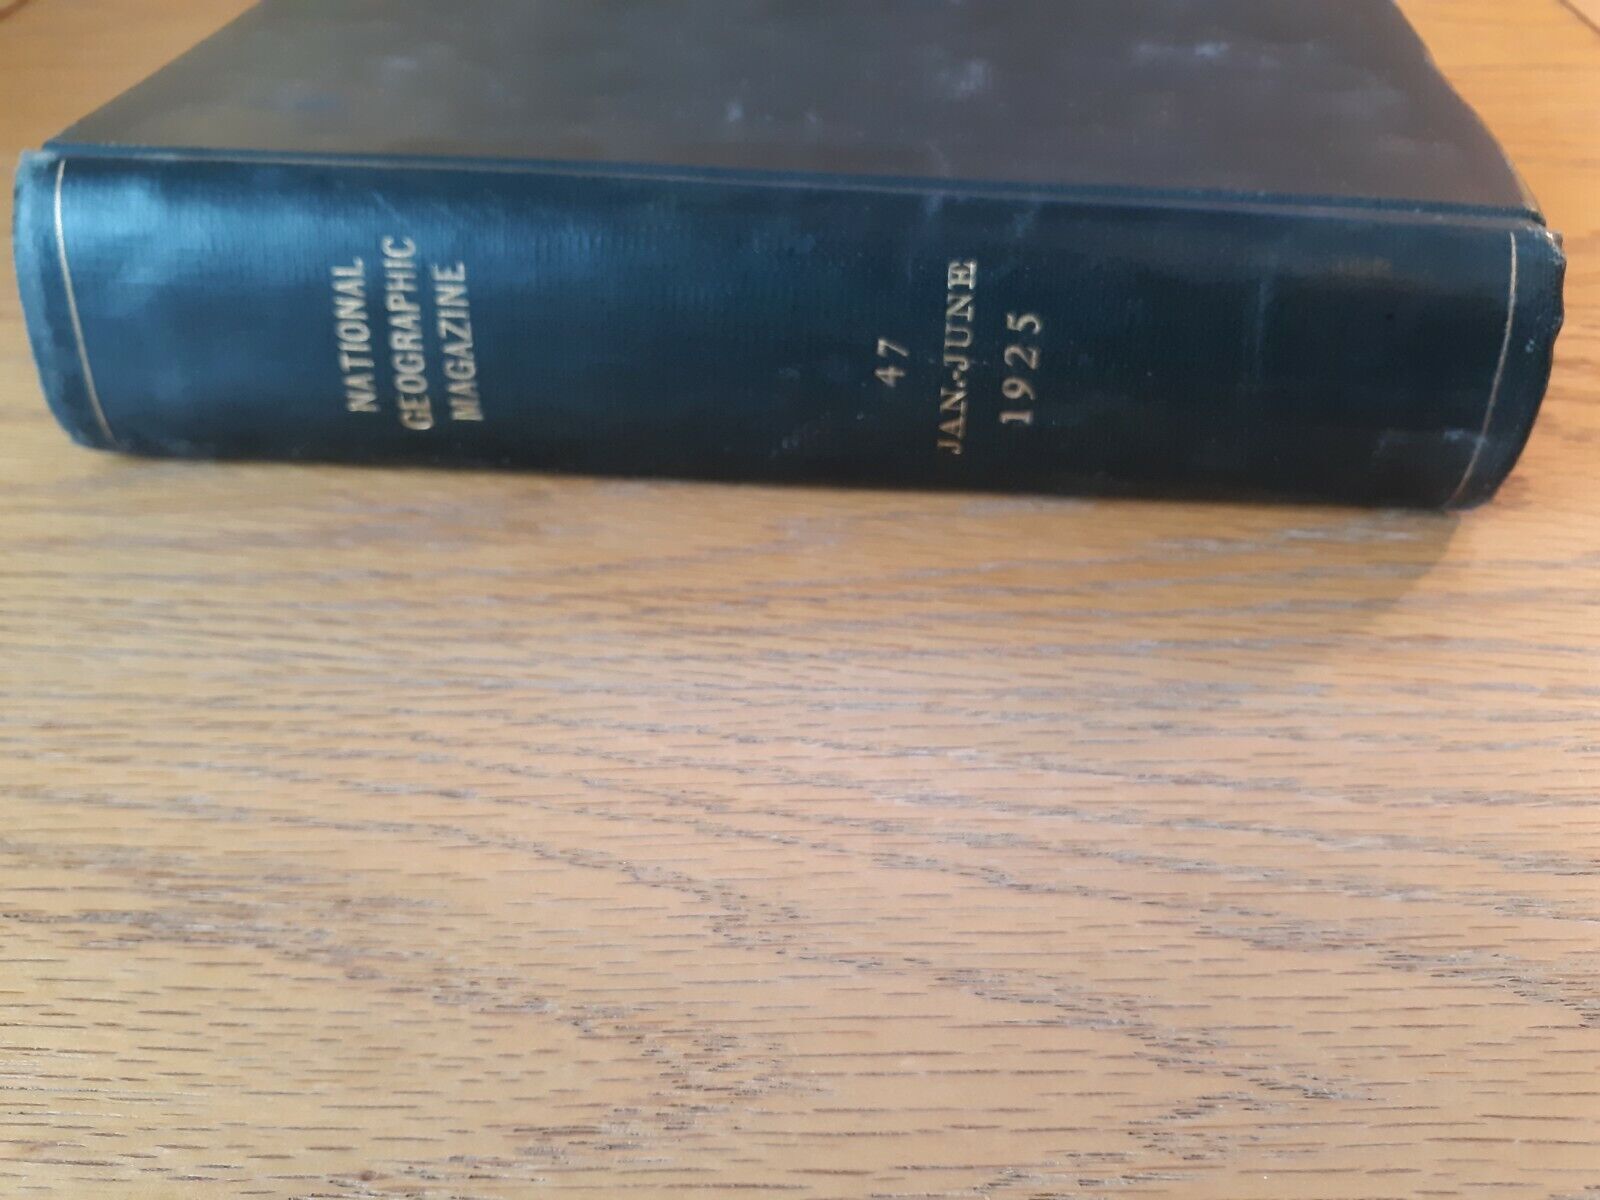 NATIONAL
GEOGRAPHIC
MAGAZINE
47
JAN.-JUNE
1925